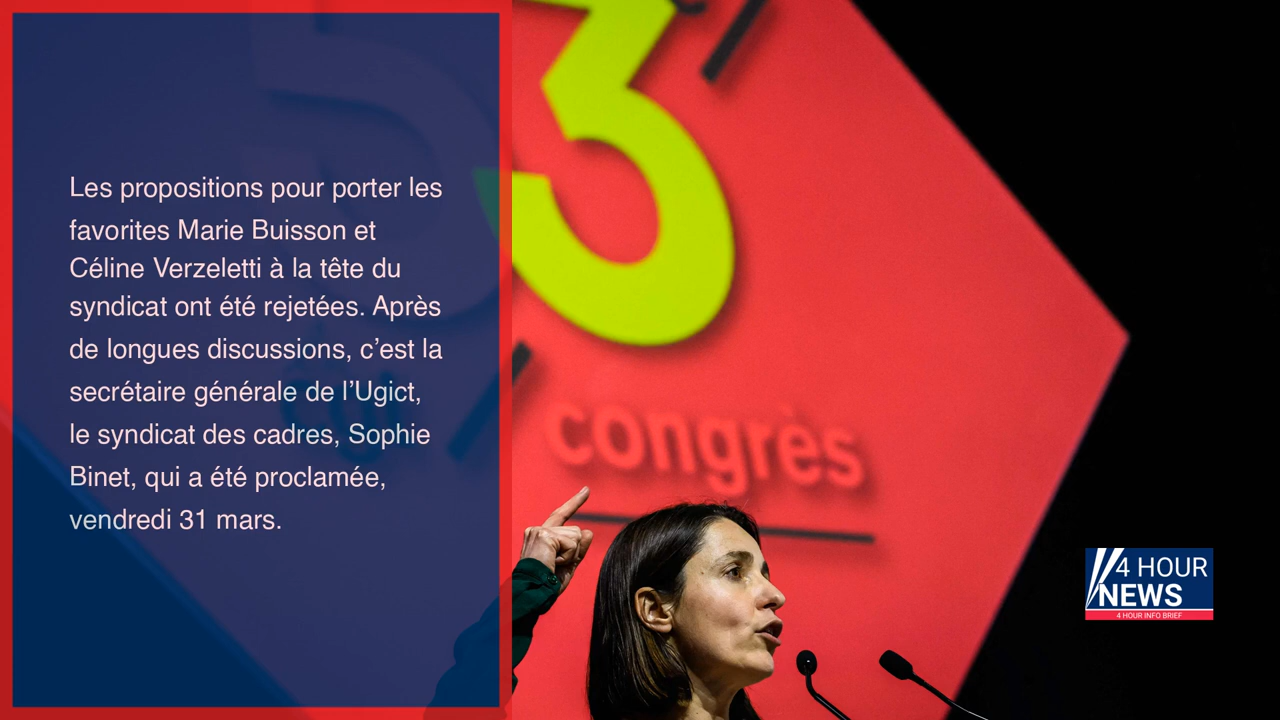 Les propositions pour porter les
favorites Marie Buisson et
Céline Verzeletti à la tête du
syndicat ont été rejetées. Après
de longues discussions, c’est la
secrétaire générale de l’Ugict,
le syndicat des cadres, Sophie
Binet, qui a été proclamée,
vendredi 31 mars.
3
congrès
4 HOUR
NEWS
4 HOUR INFO BRIEF